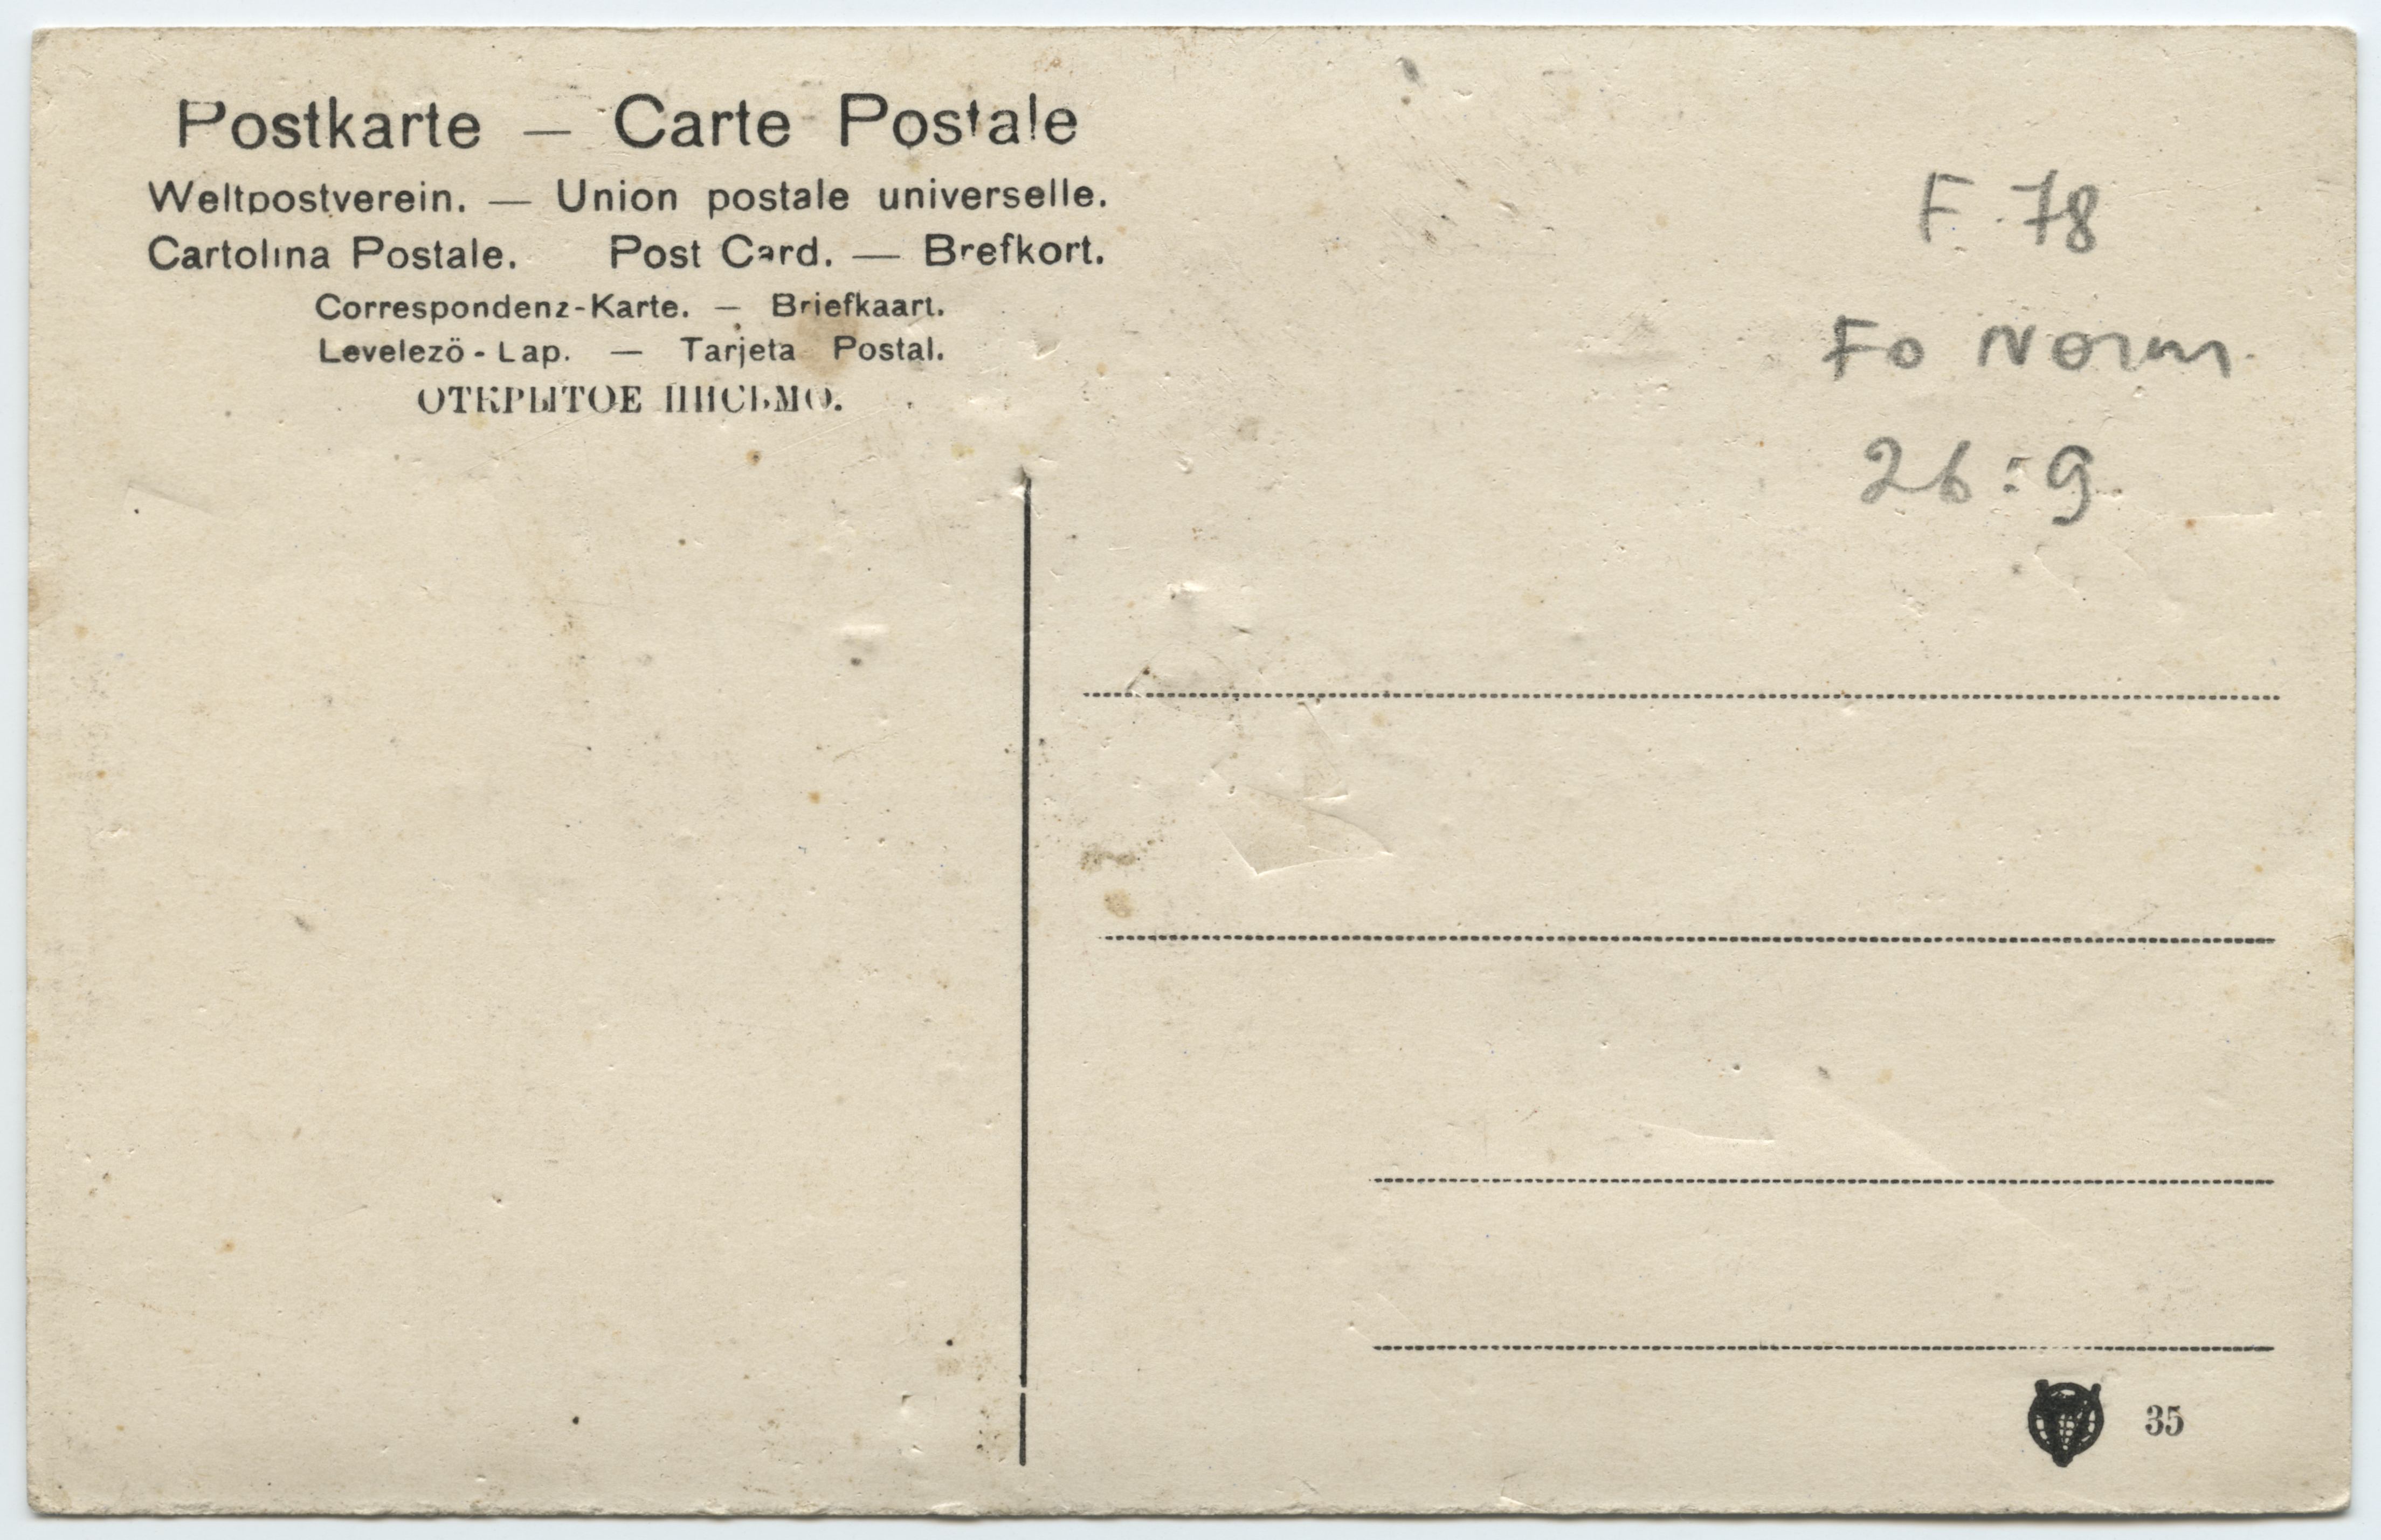 Postkarte — Carte Postale
Weltpostverein. — Union postale universelle.
Cartolina Postale. Post Card. — Brefkort.
Correspondenz-Karte. — Briefkaart.
Levelezö-Lap. — Tarjeta Postal.
ОТКРЫТОЕ ПИСЬМО.
F. 78
Fo Norm.
26:9
35